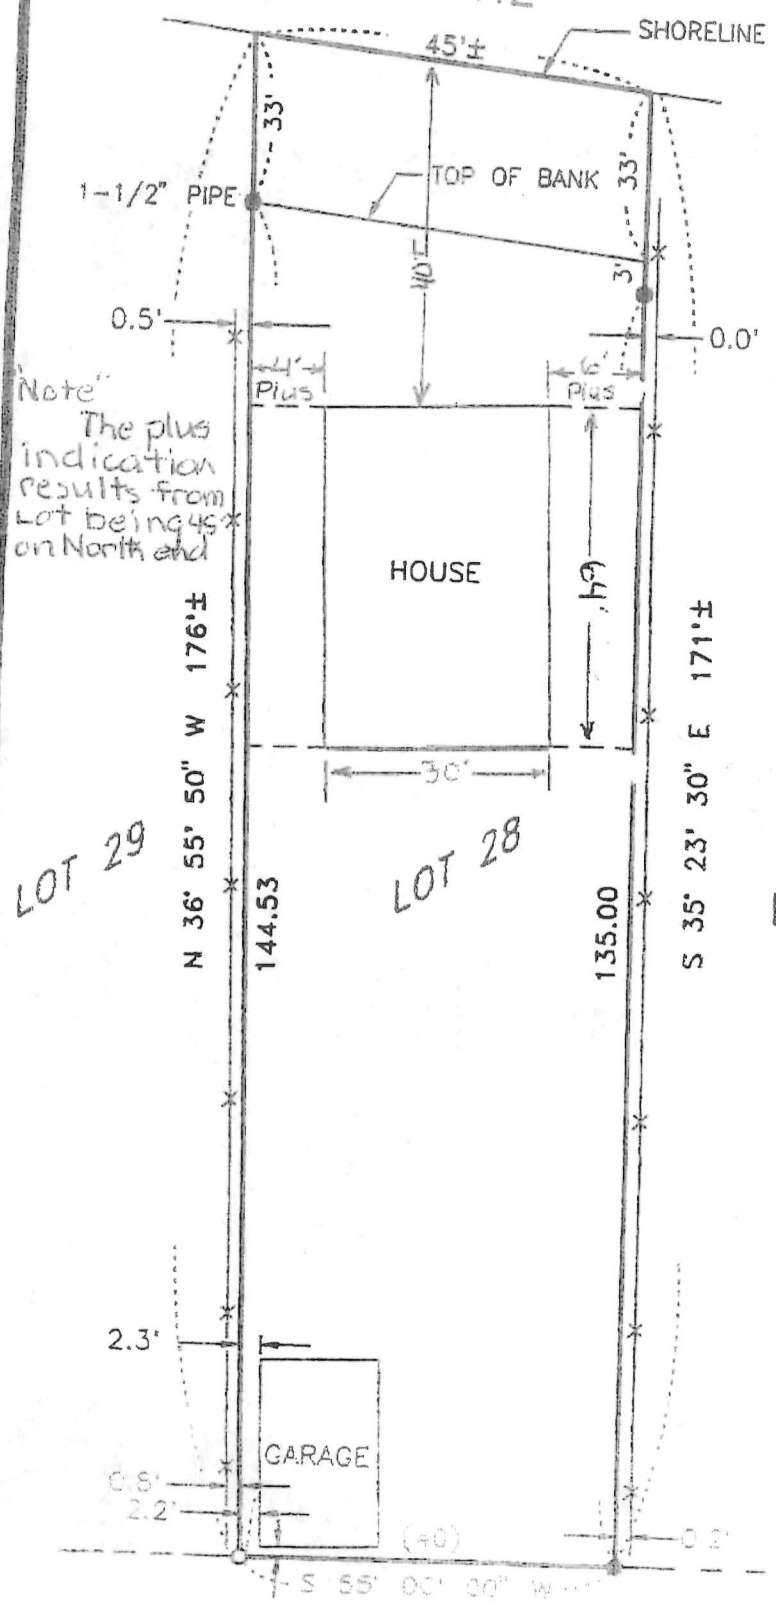 45'±
SHORELINE
33'
33'
1-1/2" PIPE
TOP OF BANK
3'
0.5'
40'
0.0'
4'
Plus
6'
Plus
"Note"
The plus
indication
results from
Lot being 45
on North end
HOUSE
64'
30'
N 36° 55' 50" W 176'±
S 35° 23' 30" E 171'±
LOT 29
LOT 28
144.53
135.00
2.3'
GARAGE
0.8'
2.2'
(40)
0.2'
S 55° 00' 00" W